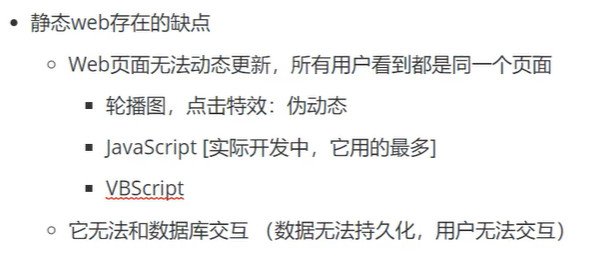 静态web存在的缺点
Web页面无法动态更新，所有用户看到都是同一个页面
轮播图，点击特效：伪动态
JavaScript [实际开发中，它用的最多]
VBScript
它无法和数据库交互 （数据无法持久化，用户无法交互）